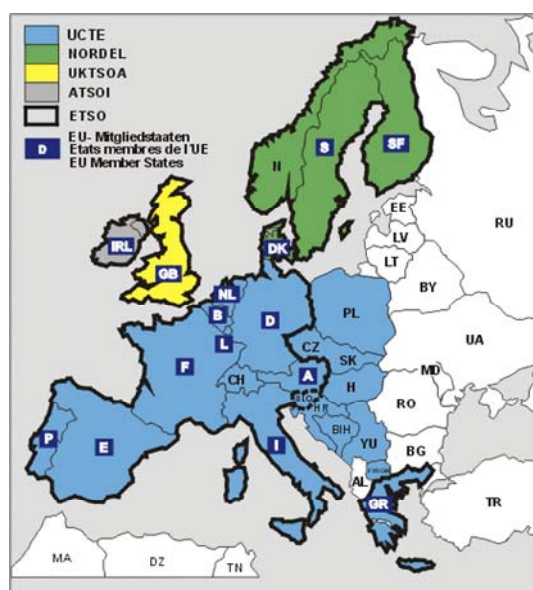 UCTE
NORDEL
UKTSOA
ATSOI
ETSO
D
EU- Mitgliedstaaten
Etats membres de l'UE
EU Member States
N
S
SF
EE
LV
LT
RU
BY
IRL
GB
DK
NL
B
D
PL
L
CZ
SK
UA
F
CH
A
H
MD
RO
SLO
HR
BIH
YU
BG
P
E
I
AL
GR
TR
MA
DZ
TN